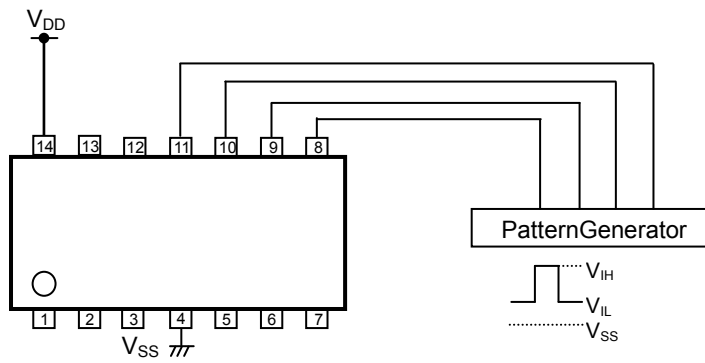 VDD
14 13 12 11 10 9 8
PatternGenerator
VIH
VIL
VSS
1 2 3 4 5 6 7
VSS